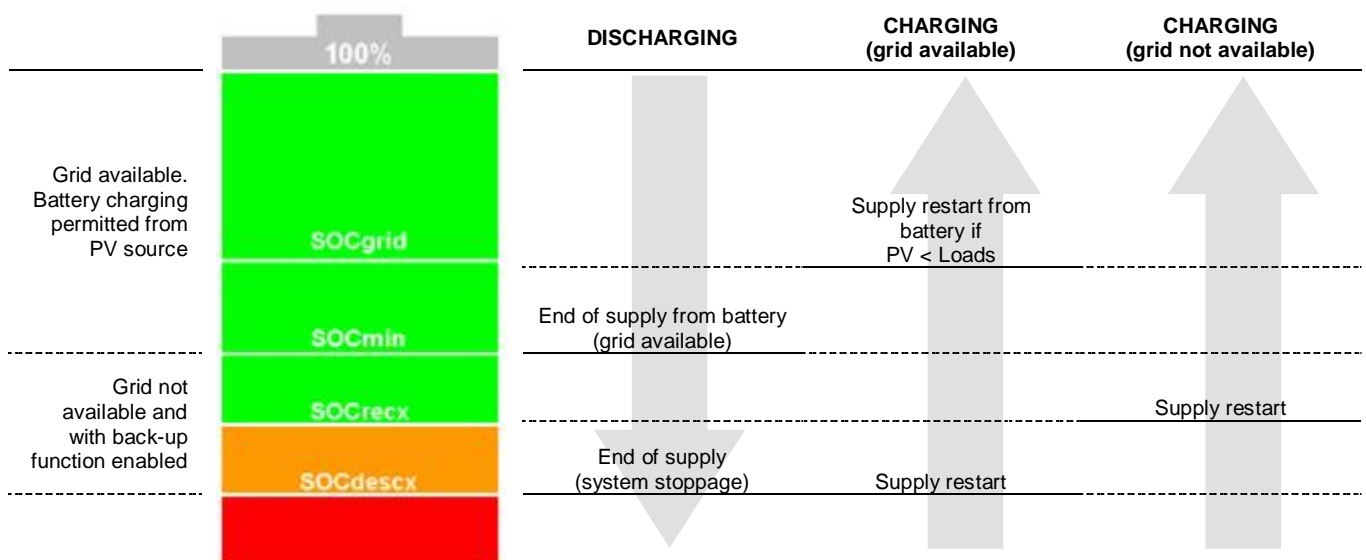 DISCHARGING
CHARGING
(grid available)
CHARGING
(grid not available)
100%
Grid available.
Battery charging
permitted from
PV source
SOCgrid
Supply restart from
battery if
PV < Loads
SOCmin
End of supply from battery
(grid available)
Grid not
available and
with back-up
function enabled
SOCrecx
Supply restart
SOCdescx
End of supply
(system stoppage)
Supply restart